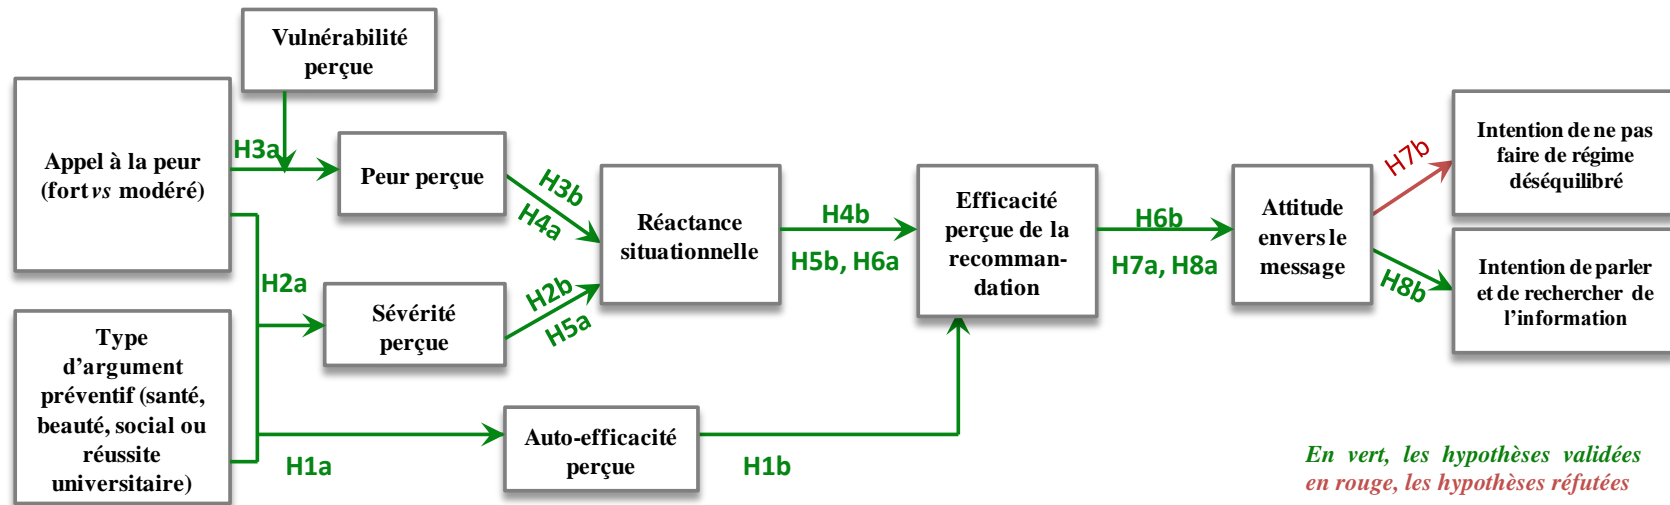 Vulnérabilité
perçue
Appel à la peur
(fort vs modéré)
H3a
Peur perçue
H3b
H4a
H2a
Type
d'argument
préventif (santé,
beauté, social ou
réussite
universitaire)
Sévérité
perçue
H2b
H5a
H1a
Auto-efficacité
perçue
H1b
Réactance
situationnelle
H4b
H5b, H6a
Efficacité
perçue de la
recomman-
dation
H6b
H7a, H8a
Attitude
envers le
message
H7b
H8b
Intention de ne pas
faire de régime
déséquilibré
Intention de parler
et de rechercher de
l'information
En vert, les hypothèses validées
en rouge, les hypothèses réfutées